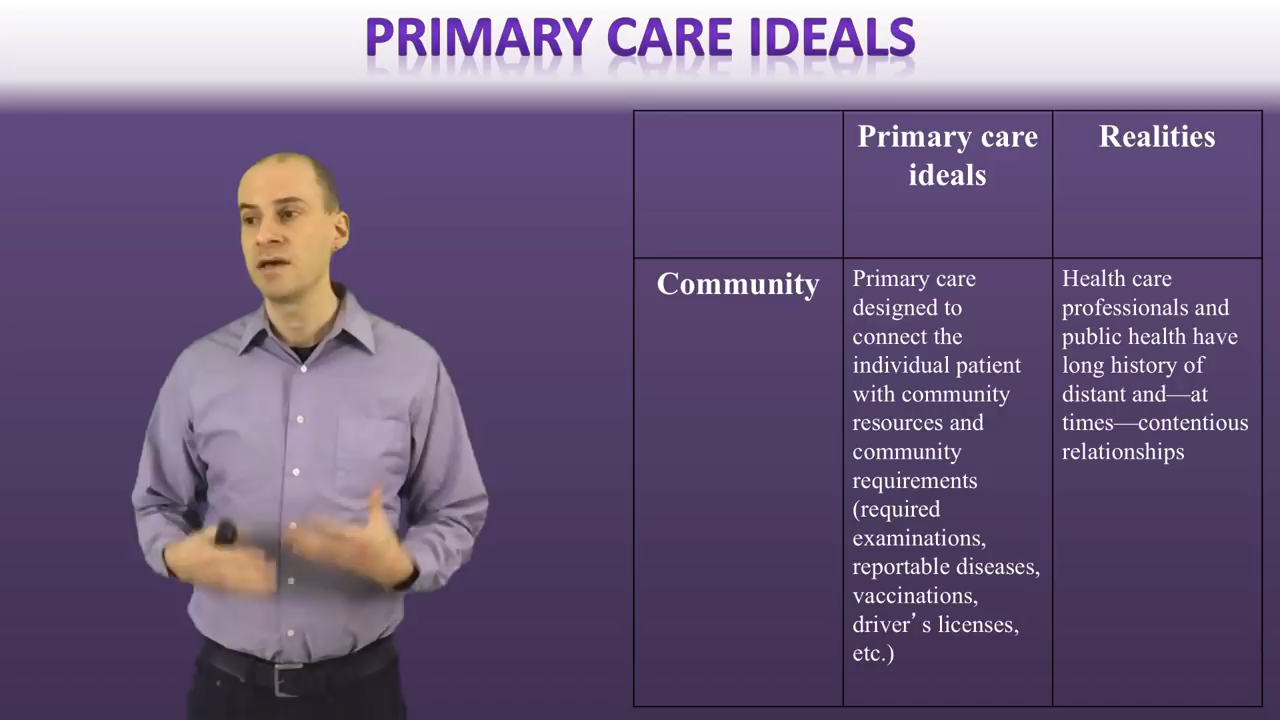 PRIMARY CARE IDEALS
Primary care
ideals
Realities
Community
Primary care
designed to
connect the
individual patient
with community
resources and
community
requirements
(required
examinations,
reportable diseases,
vaccinations,
driver’s licenses,
etc.)
Health care
professionals and
public health have
long history of
distant and—at
times—contentious
relationships